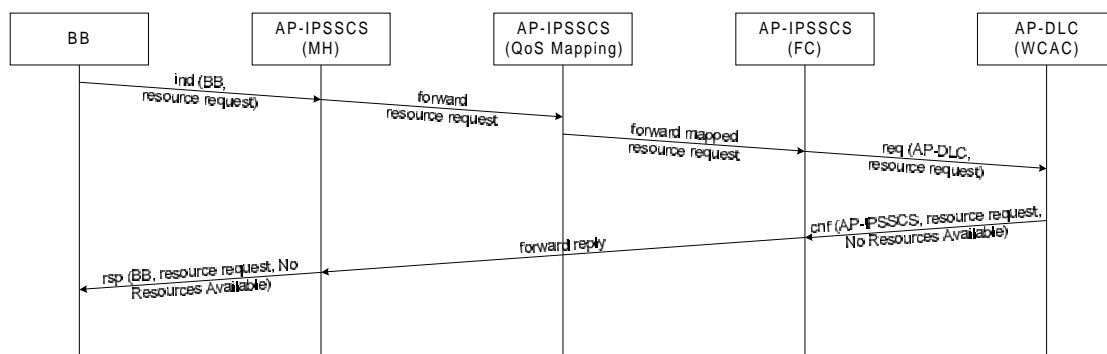 BB
AP-IPSSCS
(MH)
AP-IPSSCS
(QoS Mapping)
AP-IPSSCS
(FC)
AP-DLC
(WCAC)
ind (BB,
resource request)
forward
resource request
forward mapped
resource request
req (AP-DLC,
resource request)
cnf (AP-IPSSCS, resource request,
No Resources Available)
forward reply
rsp (BB, resource request, No
Resources Available)